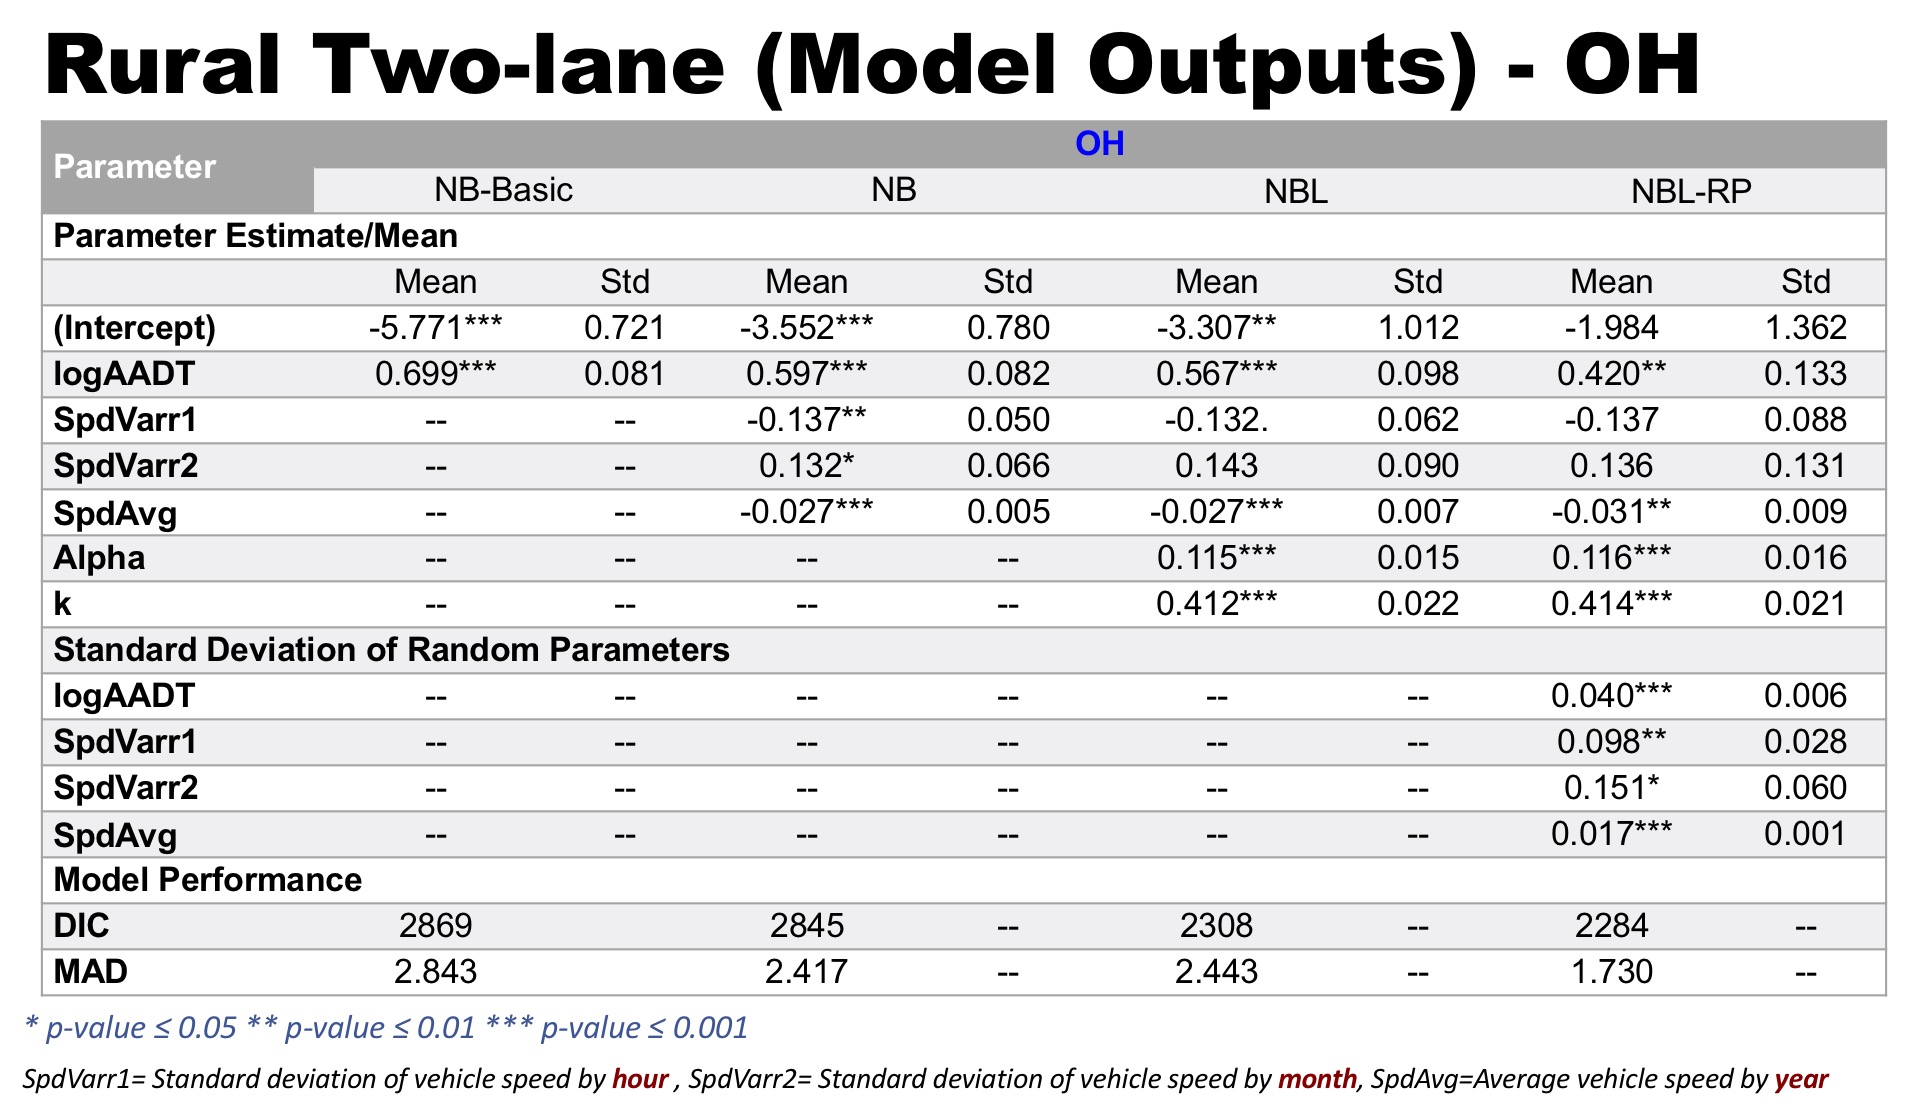 Rural Two-lane (Model Outputs) - OH
Parameter OH
NB-Basic NB NBL NBL-RP
Parameter Estimate/Mean
Mean Std Mean Std Mean Std Mean Std
(Intercept) -5.771*** 0.721 -3.552*** 0.780 -3.307** 1.012 -1.984 1.362
logAADT 0.699*** 0.081 0.597*** 0.082 0.567*** 0.098 0.420** 0.133
SpdVarr1 -- -- -0.137** 0.050 -0.132. 0.062 -0.137 0.088
SpdVarr2 -- -- 0.132* 0.066 0.143 0.090 0.136 0.131
SpdAvg -- -- -0.027*** 0.005 -0.027*** 0.007 -0.031** 0.009
Alpha -- -- -- -- 0.115*** 0.015 0.116*** 0.016
k -- -- -- -- 0.412*** 0.022 0.414*** 0.021
Standard Deviation of Random Parameters
logAADT -- -- -- -- -- -- 0.040*** 0.006
SpdVarr1 -- -- -- -- -- -- 0.098** 0.028
SpdVarr2 -- -- -- -- -- -- 0.151* 0.060
SpdAvg -- -- -- -- -- -- 0.017*** 0.001
Model Performance
DIC 2869 2845 -- 2308 -- 2284 --
MAD 2.843 2.417 -- 2.443 -- 1.730 --
* p-value ≤ 0.05 ** p-value ≤ 0.01 *** p-value ≤ 0.001
SpdVarr1= Standard deviation of vehicle speed by hour , SpdVarr2= Standard deviation of vehicle speed by month, SpdAvg=Average vehicle speed by year